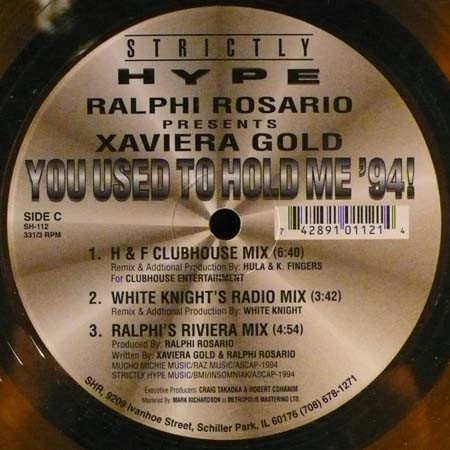 STRICTLY
HYPE
RALPHI ROSARIO
PRESENTS
XAVIERA GOLD
YOU USED TO HOLD ME '94!
SIDE C
SH-112
331/3 RPM
7 42891 01121 4
1. H & F CLUBHOUSE MIX (6:40)
Remix & Addtional Production By: HULA & K. FINGERS
For CLUBHOUSE ENTERTAINMENT
2. WHITE KNIGHT'S RADIO MIX (3:42)
Remix & Addtional Production By: WHITE KNIGHT
3. RALPHI'S RIVIERA MIX (4:54)
Produced By: RALPHI ROSARIO
Written By: XAVIERA GOLD & RALPHI ROSARIO
MUCHO MICHIE MUSIC/RAZ MUSIC/ASCAP-1994
STRICTLY HYPE MUSIC/BMI/INSOMNIAK/ASCAP-1994
Executive Producers: CRAIG TAKAOKA & ROBERT COHANIM
Mastered By: MARK RICHARDSON at METROPOLIS MASTERING LTD.
SHR, 9209 Ivanhoe Street, Schiller Park, IL 60176 (708) 678-1271